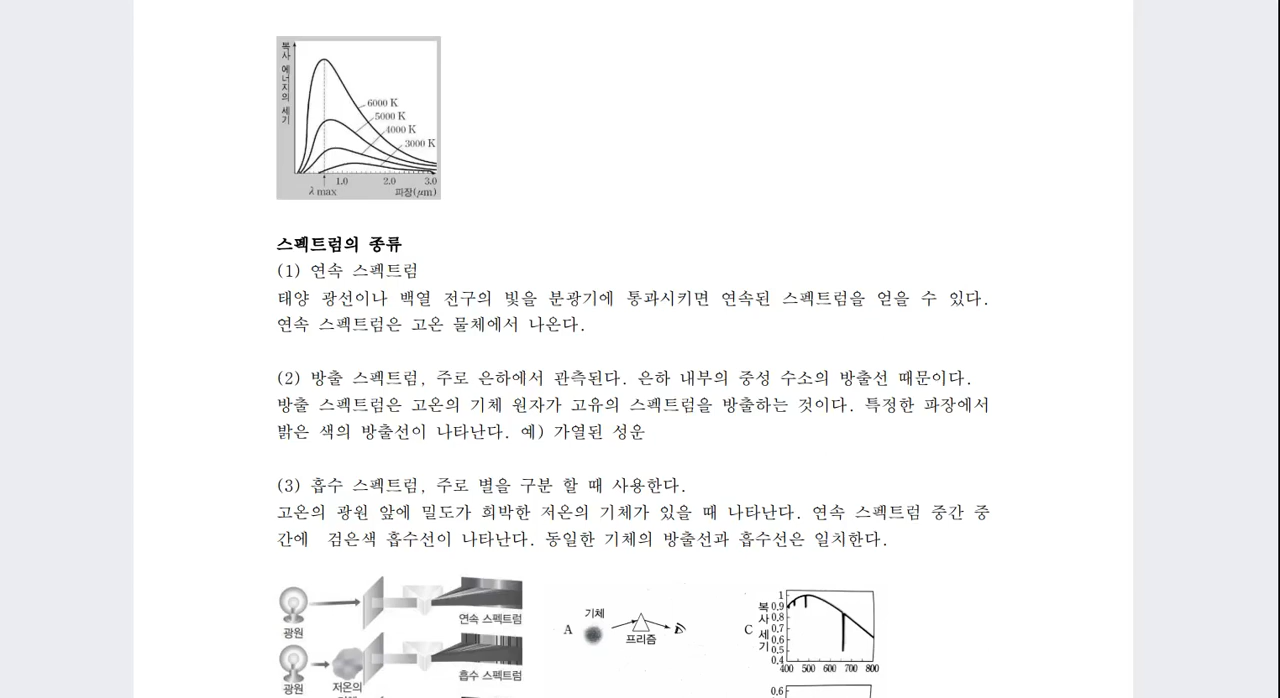 복사 에너지의 세기
6000 K
5000 K
4000 K
3000 K
1.0 2.0 3.0
λ max 파장(μm)
스펙트럼의 종류
(1) 연속 스펙트럼
태양 광선이나 백열 전구의 빛을 분광기에 통과시키면 연속된 스펙트럼을 얻을 수 있다.
연속 스펙트럼은 고온 물체에서 나온다.
(2) 방출 스펙트럼, 주로 은하에서 관측된다. 은하 내부의 중성 수소의 방출선 때문이다.
방출 스펙트럼은 고온의 기체 원자가 고유의 스펙트럼을 방출하는 것이다. 특정한 파장에서
밝은 색의 방출선이 나타난다. 예) 가열된 성운
(3) 흡수 스펙트럼, 주로 별을 구분 할 때 사용한다.
고온의 광원 앞에 밀도가 희박한 저온의 기체가 있을 때 나타난다. 연속 스펙트럼 중간 중
간에 검은색 흡수선이 나타난다. 동일한 기체의 방출선과 흡수선은 일치한다.
광원
연속 스펙트럼
광원
저온의
흡수 스펙트럼
A
기체
프리즘
C
복사 세기
1
0.9
0.8
0.7
0.6
0.5
0.4
400 500 600 700 800
0.6